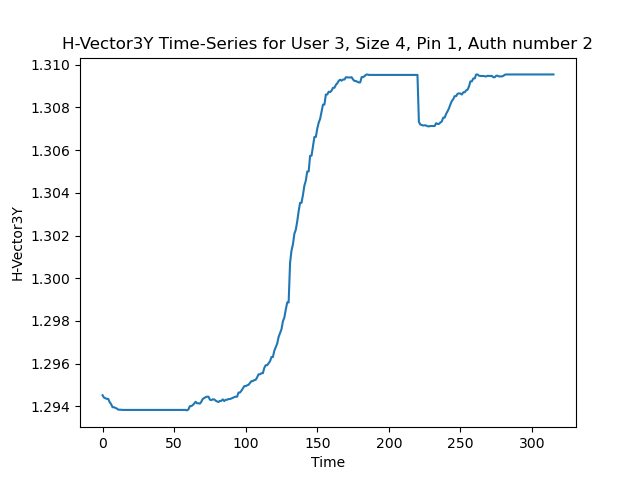 H-Vector3Y Time-Series for User 3, Size 4, Pin 1, Auth number 2
1.310
1.308
1.306
1.304
1.302
1.300
1.298
1.296
1.294
H-Vector3Y
0 50 100 150 200 250 300
Time